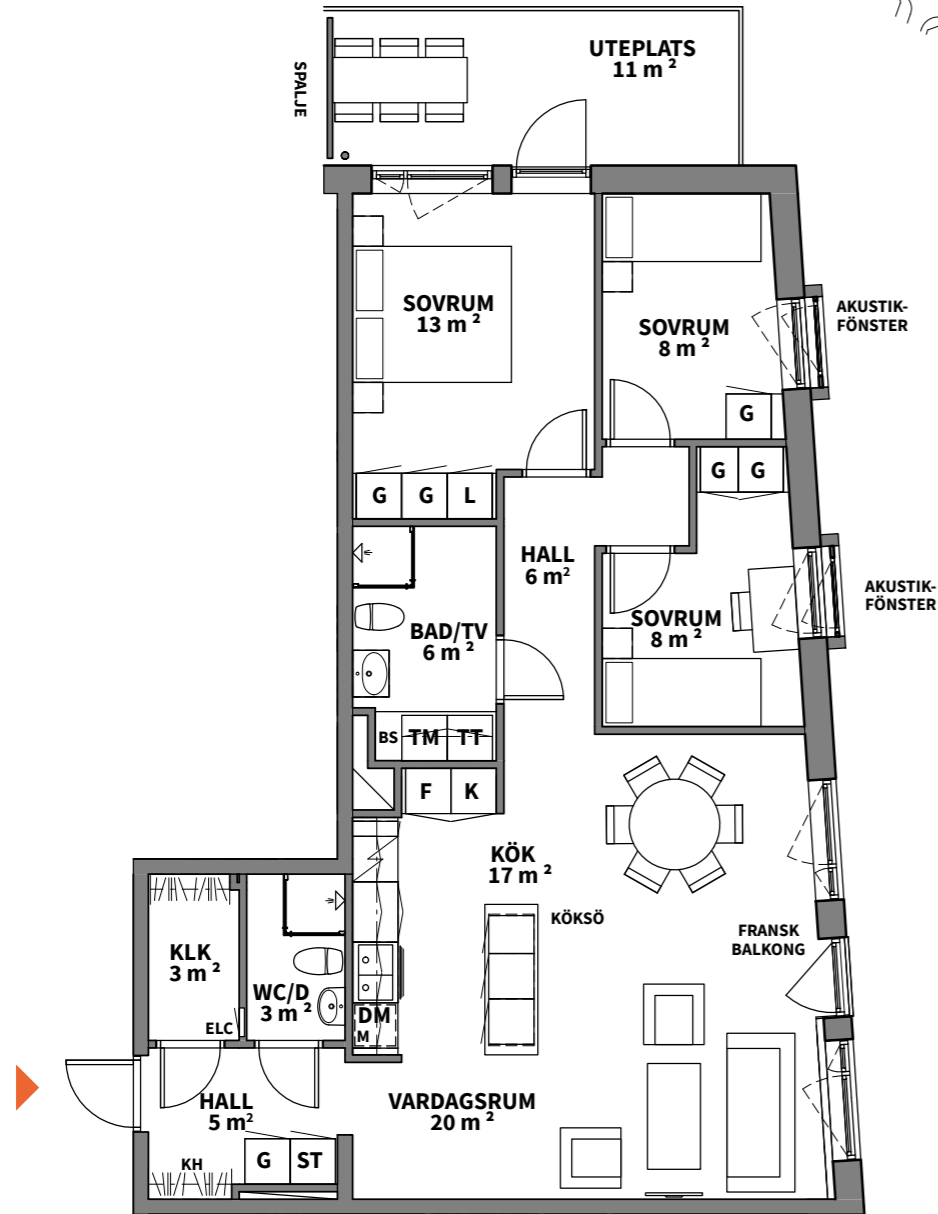 UTEPLATS
11 m²
SPALJE
SOVRUM
13 m²
SOVRUM
8 m²
AKUSTIK-
FÖNSTER
G
G G L
G G
HALL
6 m²
AKUSTIK-
FÖNSTER
SOVRUM
8 m²
BAD/TV
6 m²
BS TM TT
F K
KÖK
17 m²
KÖKSÖ
FRANSK
BALKONG
KLK
3 m²
WC/D
3 m²
ELC
DM
M
HALL
5 m²
VARDAGSRUM
20 m²
KH
G ST